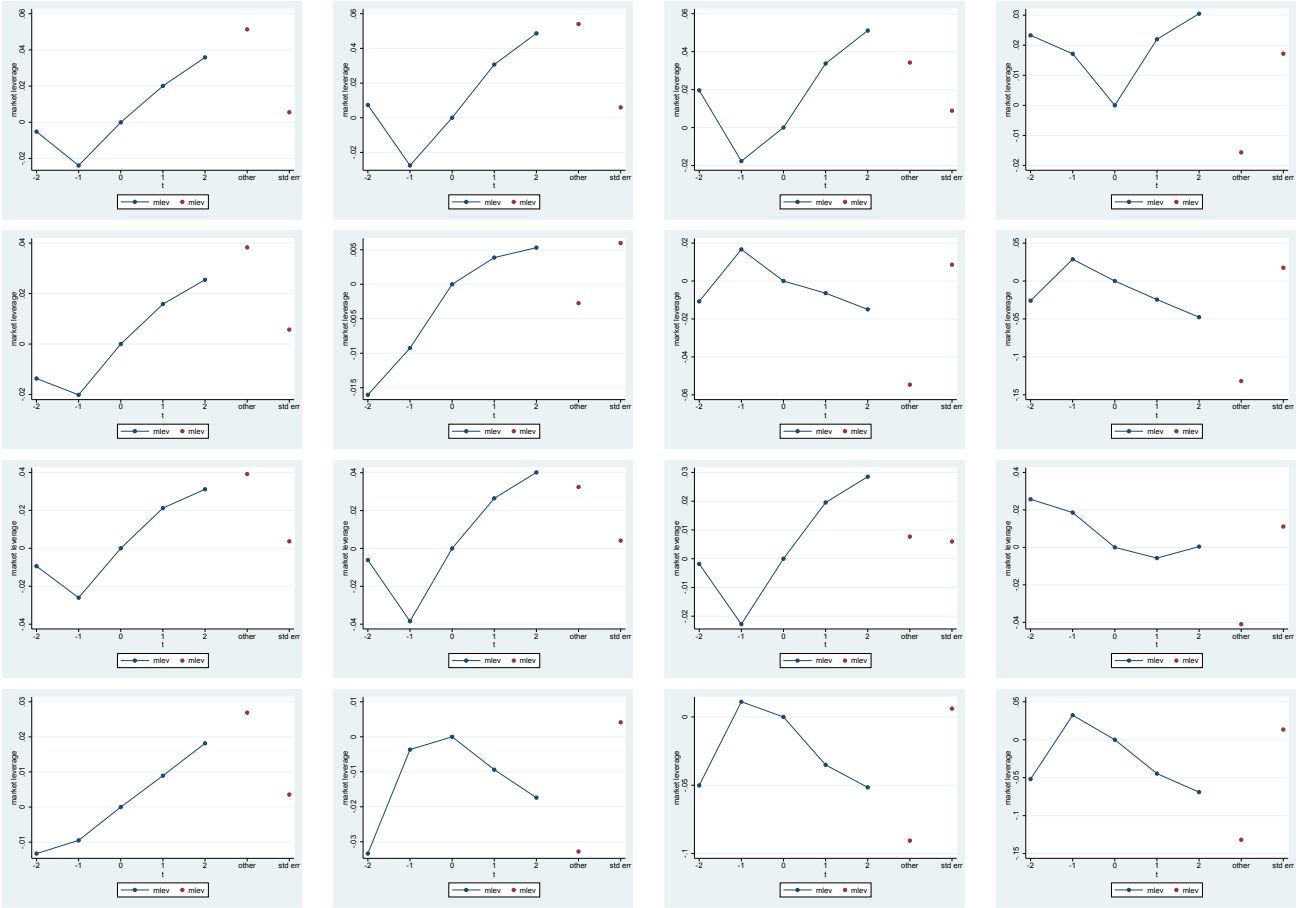 market leverage
-.02 0 .02 .04 .06
-2 -1 0 1 2 other std err
t
mlev mlev
market leverage
-.02 0 .02 .04 .06
-2 -1 0 1 2 other std err
t
mlev mlev
market leverage
-.02 0 .02 .04 .06
-2 -1 0 1 2 other std err
t
mlev mlev
market leverage
-.02 -.01 0 .01 .02 .03
-2 -1 0 1 2 other std err
t
mlev mlev
market leverage
-.02 0 .02 .04
-2 -1 0 1 2 other std err
t
mlev mlev
market leverage
-.015 -.01 -.005 0 .005
-2 -1 0 1 2 other std err
t
mlev mlev
market leverage
-.06 -.04 -.02 0 .02
-2 -1 0 1 2 other std err
t
mlev mlev
market leverage
-.15 -.1 -.05 0 .05
-2 -1 0 1 2 other std err
t
mlev mlev
market leverage
-.04 -.02 0 .02 .04
-2 -1 0 1 2 other std err
t
mlev mlev
market leverage
-.04 -.02 0 .02 .04
-2 -1 0 1 2 other std err
t
mlev mlev
market leverage
-.02 -.01 0 .01 .02 .03
-2 -1 0 1 2 other std err
t
mlev mlev
market leverage
-.04 -.02 0 .02 .04
-2 -1 0 1 2 other std err
t
mlev mlev
market leverage
-.01 0 .01 .02 .03
-2 -1 0 1 2 other std err
t
mlev mlev
market leverage
-.03 -.02 -.01 0 .01
-2 -1 0 1 2 other std err
t
mlev mlev
market leverage
-.1 -.05 0
-2 -1 0 1 2 other std err
t
mlev mlev
market leverage
-.15 -.1 -.05 0 .05
-2 -1 0 1 2 other std err
t
mlev mlev